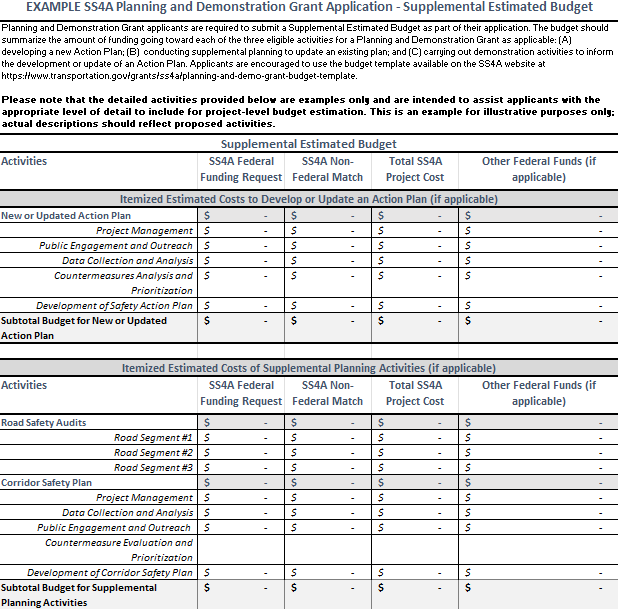 EXAMPLE SS4A Planning and Demonstration Grant Application - Supplemental Estimated Budget
Planning and Demonstration Grant applicants are required to submit a Supplemental Estimated Budget as part of their application. The budget should
summarize the amount of funding going toward each of the three eligible activities for a Planning and Demonstration Grant as applicable: (A)
developing a new Action Plan; (B) conducting supplemental planning to update an existing plan; and (C) carrying out demonstration activities to inform
the development or update of an Action Plan. Applicants are encouraged to use the budget template available on the SS4A website at
https://www.transportation.gov/grants/ss4a/planning-and-demo-grant-budget-template.
Please note that the detailed activities provided below are examples only and are intended to assist applicants with the
appropriate level of detail to include for project-level budget estimation. This is an example for illustrative purposes only;
actual descriptions should reflect proposed activities.
Supplemental Estimated Budget
Activities SS4A Federal SS4A Non- Total SS4A Other Federal Funds (if
Funding Request Federal Match Project Cost applicable)
Itemized Estimated Costs to Develop or Update an Action Plan (if applicable)
New or Updated Action Plan $ - $ - $ - $ -
Project Management $ - $ - $ - $ -
Public Engagement and Outreach $ - $ - $ - $ -
Data Collection and Analysis $ - $ - $ - $ -
Countermeasures Analysis and $ - $ - $ - $ -
Prioritization
Development of Safety Action Plan $ - $ - $ - $ -
Subtotal Budget for New or Updated $ - $ - $ - $ -
Action Plan
Itemized Estimated Costs of Supplemental Planning Activities (if applicable)
Activities SS4A Federal SS4A Non- Total SS4A Other Federal Funds (if
Funding Request Federal Match Project Cost applicable)
Road Safety Audits $ - $ - $ - $ -
Road Segment #1 $ - $ - $ - $ -
Road Segment #2 $ - $ - $ - $ -
Road Segment #3 $ - $ - $ - $ -
Corridor Safety Plan $ - $ - $ - $ -
Project Management $ - $ - $ - $ -
Data Collection and Analysis $ - $ - $ - $ -
Public Engagement and Outreach $ - $ - $ - $ -
Countermeasure Evaluation and
Prioritization
Development of Corridor Safety Plan $ - $ - $ - $ -
Subtotal Budget for Supplemental $ - $ - $ - $ -
Planning Activities